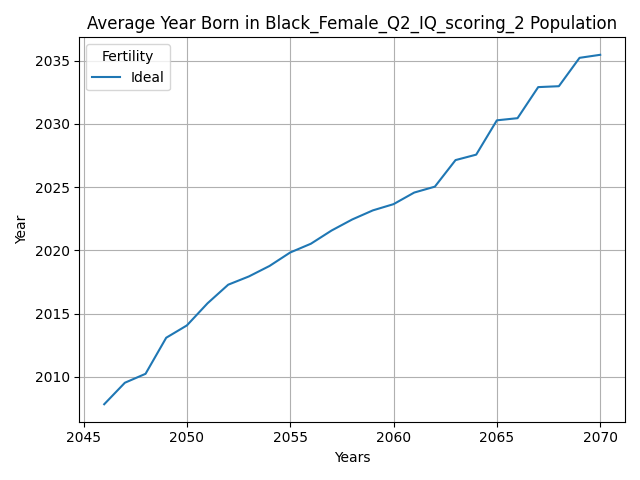 Average Year Born in Black_Female_Q2_IQ_scoring_2 Population
Fertility
Ideal
2035
2030
2025
2020
2015
2010
Year
2045 2050 2055 2060 2065 2070
Years